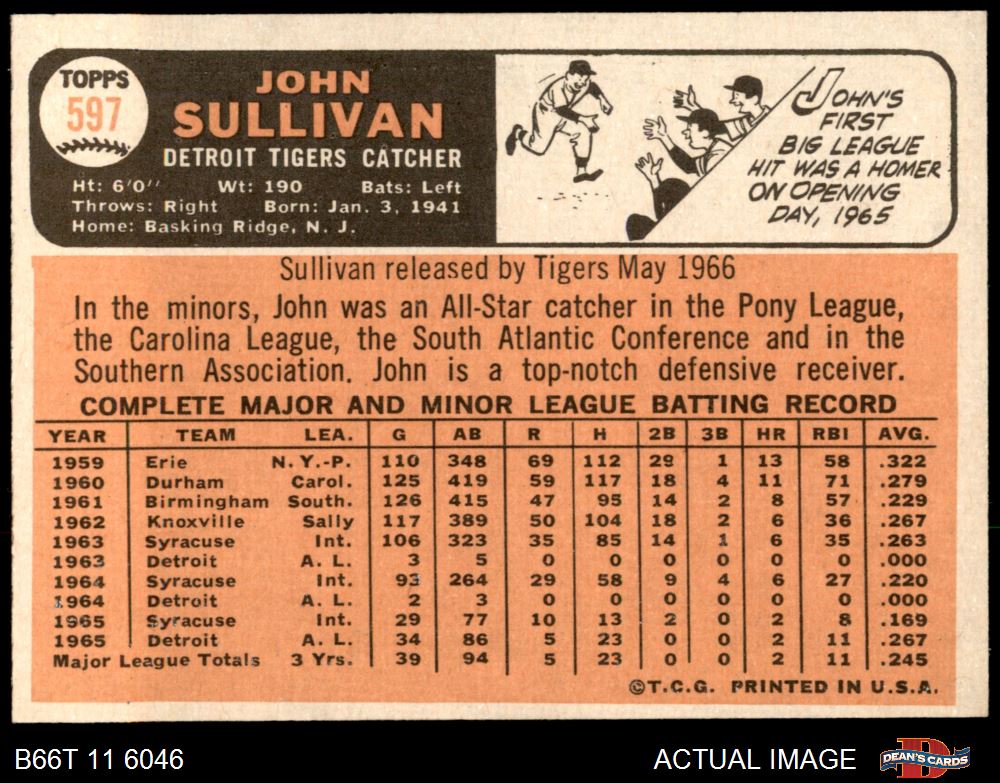 TOPPS
597
JOHN
SULLIVAN
DETROIT TIGERS CATCHER
Ht: 6'0" Wt: 190 Bats: Left
Throws: Right Born: Jan. 3, 1941
Home: Basking Ridge, N. J.
JOHN'S
FIRST
BIG LEAGUE
HIT WAS A HOMER
ON OPENING
DAY, 1965
Sullivan released by Tigers May 1966
In the minors, John was an All-Star catcher in the Pony League,
the Carolina League, the South Atlantic Conference and in the
Southern Association. John is a top-notch defensive receiver.
COMPLETE MAJOR AND MINOR LEAGUE BATTING RECORD
YEAR TEAM LEA. G AB R H 2B 3B HR RBI AVG.
1959 Erie N.Y.-P. 110 348 69 112 29 1 13 58 .322
1960 Durham Carol. 125 419 59 117 18 4 11 71 .279
1961 Birmingham South. 126 415 47 95 14 2 8 57 .229
1962 Knoxville Sally 117 389 50 104 18 2 6 36 .267
1963 Syracuse Int. 106 323 35 85 14 1 6 35 .263
1963 Detroit A. L. 3 5 0 0 0 0 0 0 .000
1964 Syracuse Int. 93 264 29 58 9 4 6 27 .220
1964 Detroit A. L. 2 3 0 0 0 0 0 0 .000
1965 Syracuse Int. 29 77 10 13 2 0 2 8 .169
1965 Detroit A. L. 34 86 5 23 0 0 2 11 .267
Major League Totals 3 Yrs. 39 94 5 23 0 0 2 11 .245
©T.C.G. PRINTED IN U.S.A.
B66T 11 6046 ACTUAL IMAGE DEAN'S CARDS